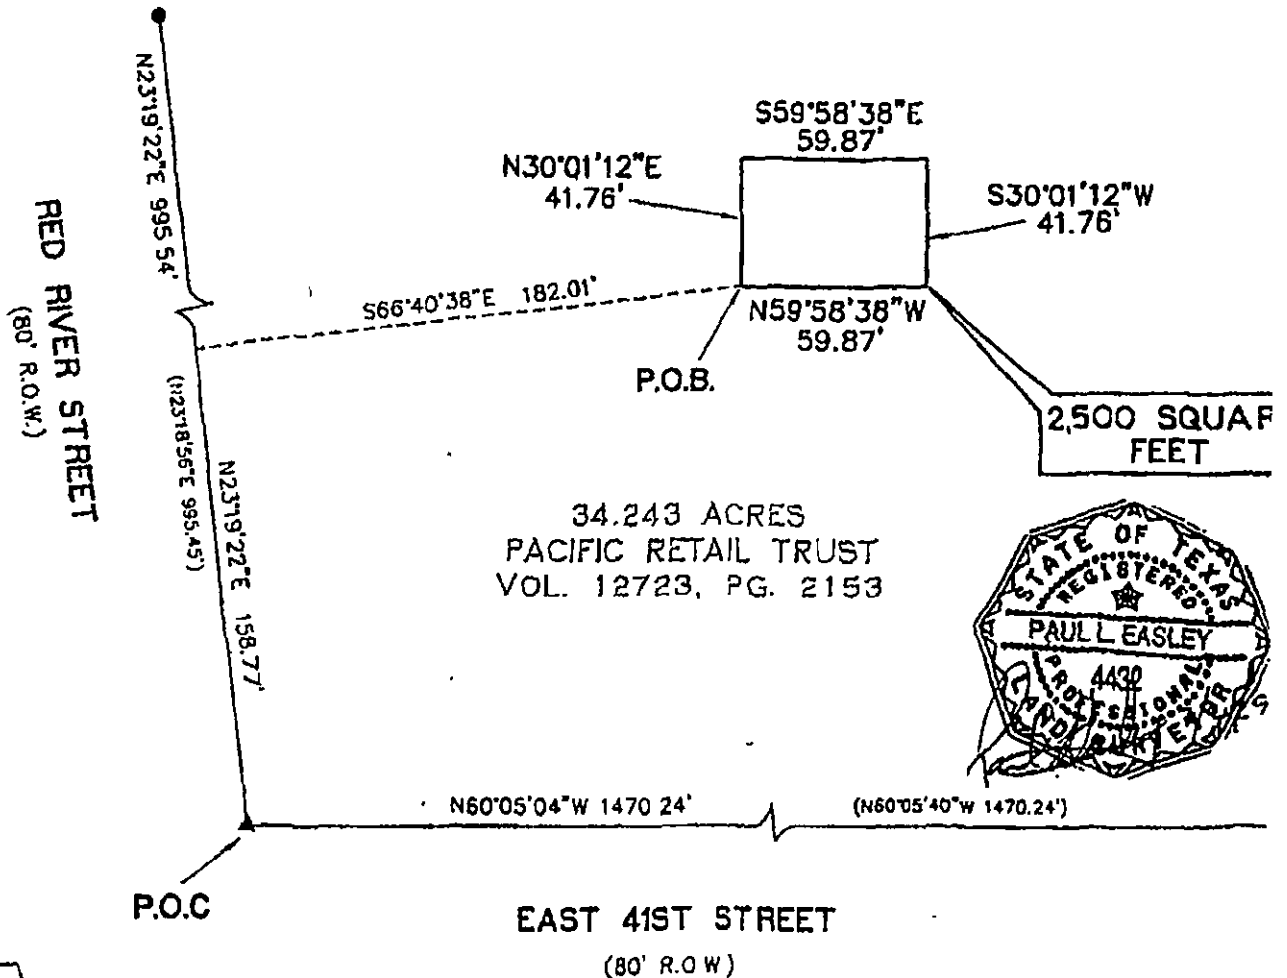 N23°19'22"E 995 54'
RED RIVER STREET
(80' R.O.W.)
S59°58'38"E
59.87'
N30°01'12"E
41.76'
S30°01'12"W
41.76'
S66°40'38"E 182.01'
N59°58'38"W
59.87'
P.O.B.
2,500 SQUAR
FEET
(N23°18'56"E 995.45')
N23°19'22"E 158.77'
34.243 ACRES
PACIFIC RETAIL TRUST
VOL. 12723, PG. 2153
STATE OF TEXAS
REGISTERED
PAUL L. EASLEY
4432
PROFESSIONAL
LAND SURVEYOR
N60°05'04"W 1470 24'
(N60°05'40"W 1470.24')
P.O.C
EAST 41ST STREET
(80' R.O W)